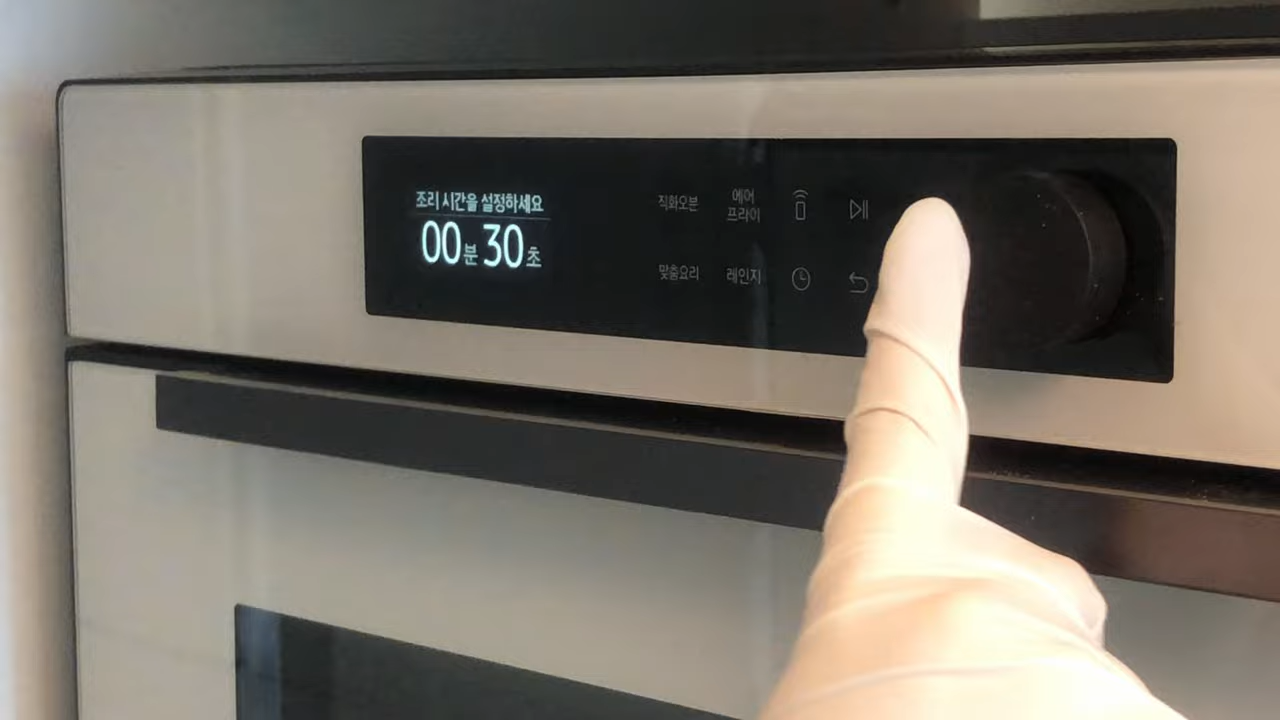 조리 시간을 설정하세요
00분 30초
직화오븐
에어
프라이
맞춤요리
레인지